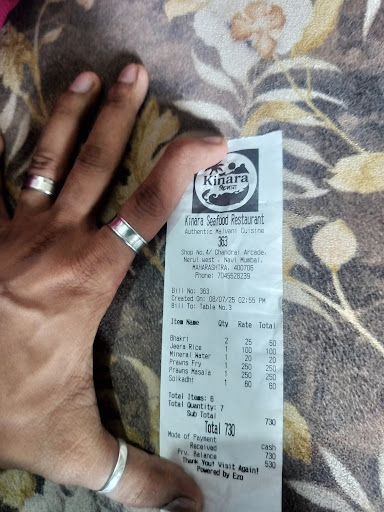 Kinara
किनारा
Kinara Seafood Restaurant
Authentic Malvani Cuisine
363
Shop No.4/ Chandrai Arcade,
Nerul west - Navi Mumbai,
MAHARASHTRA, 400706
Phone: 7045528239
Bill No: 363
Created On: 08/07/25 02:55 PM
Bill To: Table No.3
Item Name Qty Rate Total
Bhakri 2 25 50
Jeera Rice 1 100 100
Mineral Water 1 20 20
Prawns Fry 1 250 250
Prawns Masala 1 250 250
Solkadhi 1 60 60
Total Items: 6
Total Quantity: 7
Sub Total 730
Total 730
Mode of Payment cash
Received 730
Prv. Balance 530
Thank You! Visit Again!
Powered by Ezo